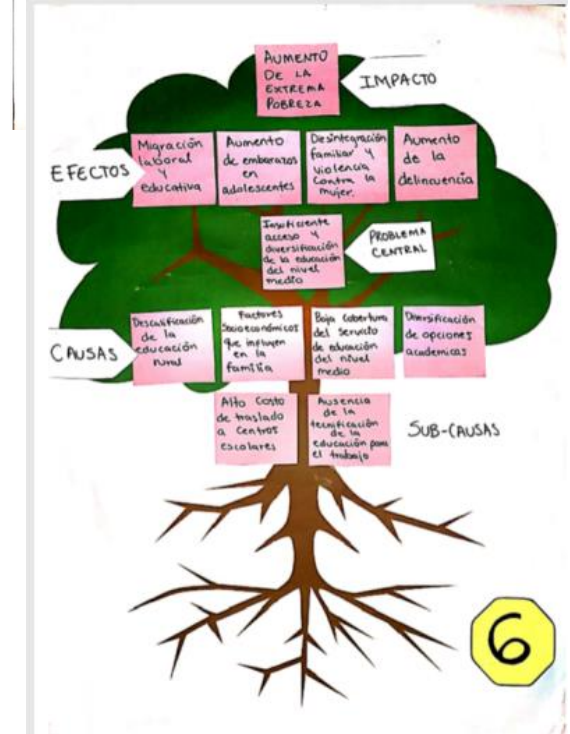 AUMENTO
DE LA
EXTREMA
POBREZA
IMPACTO
EFECTOS
Migración
laboral
Y
educativa
Aumento
de embarazos
en
adolescentes
Desintegración
familiar y
violencia
contra la
mujer.
Aumento
de la
delincuencia
Insuficiente
acceso y
diversificación
de la educación
del nivel
medio
PROBLEMA
CENTRAL
CAUSAS
Descalificación
de la
educación
rural
Factores
Socioeconómicos
que influyen
en la
familia
Baja Cobertura
del Servicio
de educación
del nivel
medio
Diversificación
de opciones
academicas
Alto Costo
de traslado
a Centros
escolares
Ausencia
de la
tecnificación
de la
educación para
el trabajo
SUB-CAUSAS
6